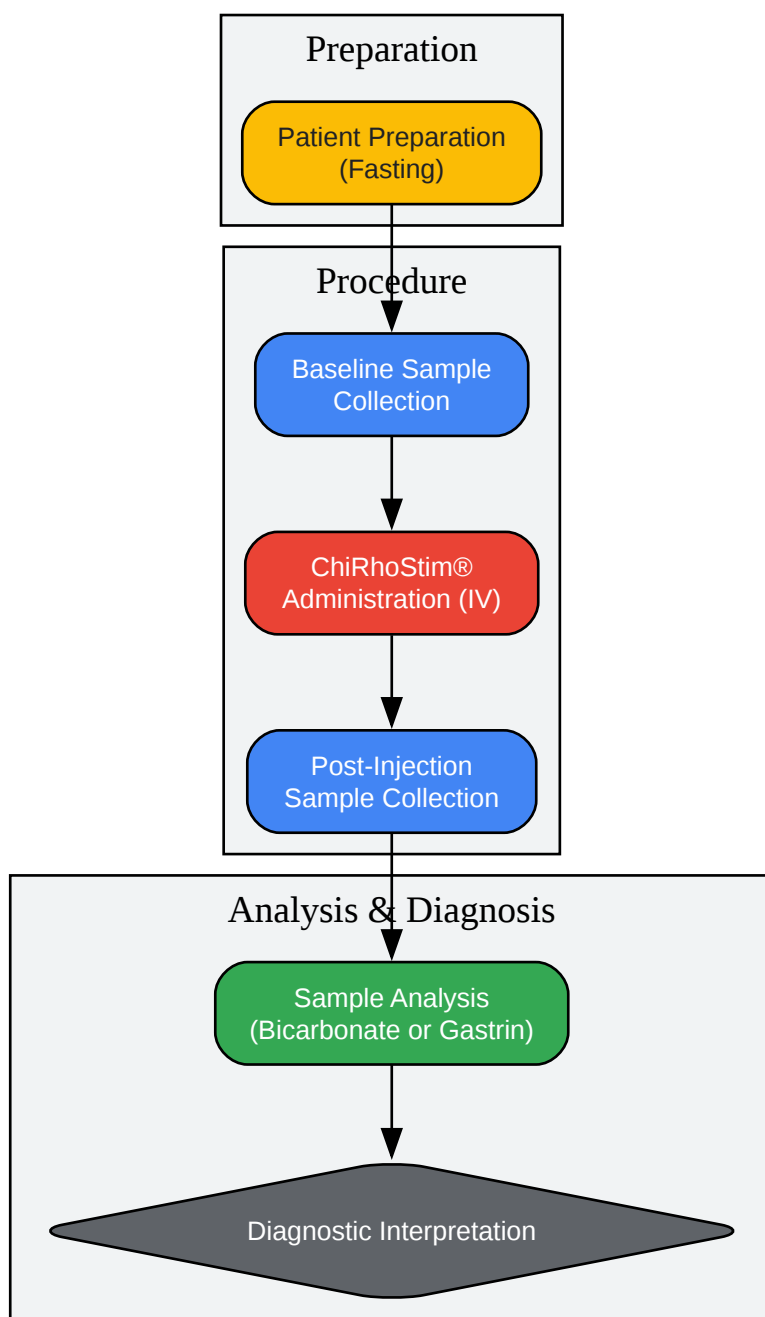 Preparation
Patient Preparation
(Fasting)
Procedure
Baseline Sample
Collection
ChiRhoStim®
Administration (IV)
Post-Injection
Sample Collection
Analysis & Diagnosis
Sample Analysis
(Bicarbonate or Gastrin)
Diagnostic Interpretation